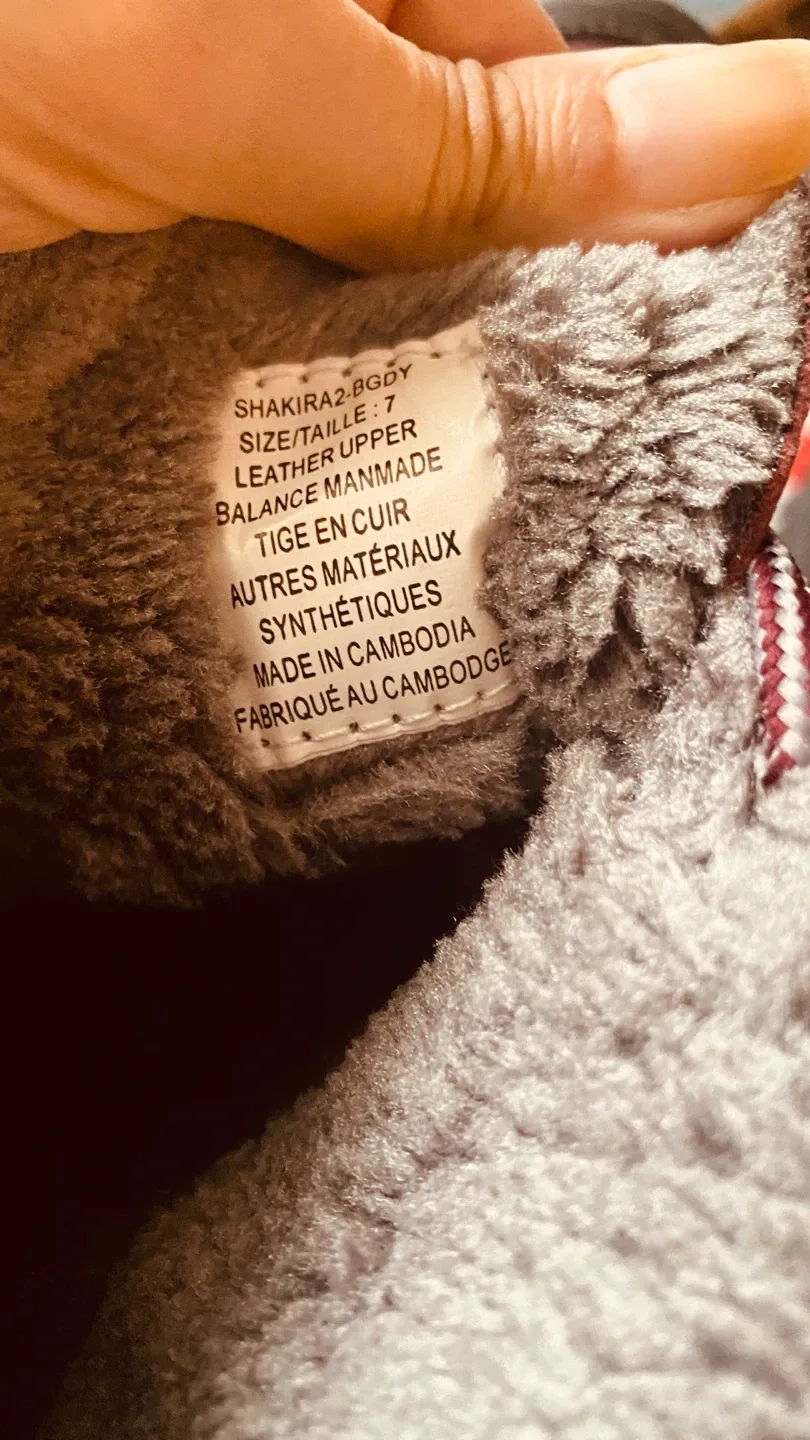 SHAKIRA2-BGDY
SIZE/TAILLE : 7
LEATHER UPPER
BALANCE MANMADE
TIGE EN CUIR
AUTRES MATÉRIAUX
SYNTHÉTIQUES
MADE IN CAMBODIA
FABRIQUÉ AU CAMBODGE